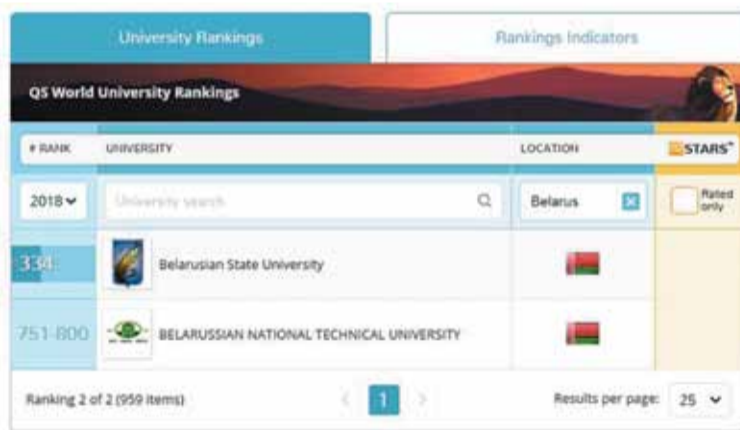 University Rankings
Rankings Indicators
QS World University Rankings
# RANK UNIVERSITY LOCATION STARS™
2018 University search Belarus Rated only
334 Belarusian State University
751-800 BELARUSSIAN NATIONAL TECHNICAL UNIVERSITY
Ranking 2 of 2 (959 items) < 1 > Results per page: 25